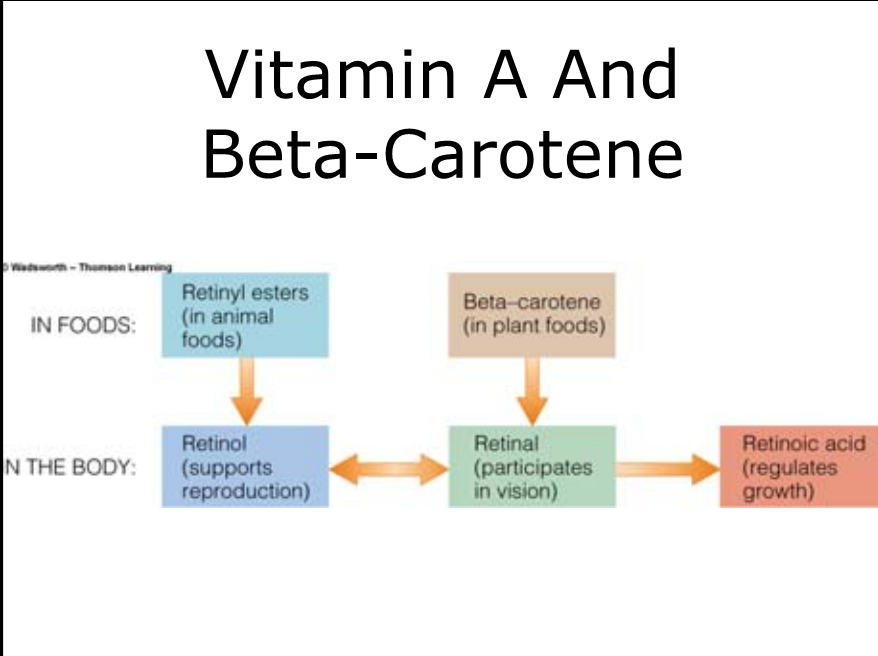 Vitamin A And
Beta-Carotene
Wadsworth – Thomson Learning
IN FOODS:
Retinyl esters
(in animal
foods)
Beta–carotene
(in plant foods)
N THE BODY:
Retinol
(supports
reproduction)
Retinal
(participates
in vision)
Retinoic acid
(regulates
growth)